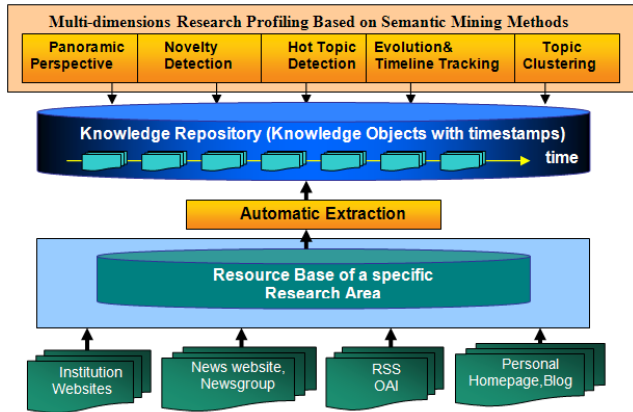 Multi-dimensions Research Profiling Based on Semantic Mining Methods
Panoramic
Perspective
Novelty
Detection
Hot Topic
Detection
Evolution&
Timeline Tracking
Topic
Clustering
Knowledge Repository (Knowledge Objects with timestamps)
time
Automatic Extraction
Resource Base of a specific
Research Area
Institution
Websites
News website,
Newsgroup
RSS
OAI
Personal
Homepage,Blog